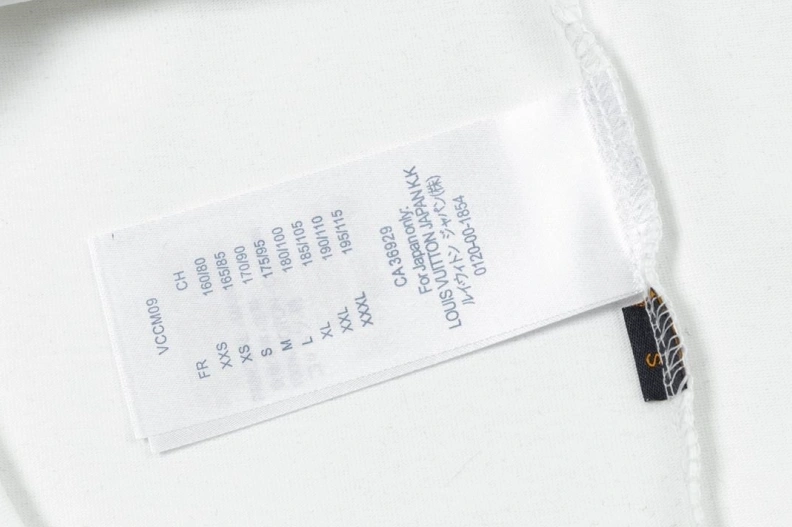 VCCM09
FR CH
XXS 160/80
XS 165/85
S 170/90
M 175/95
L 180/100
XL 185/105
XXL 190/110
XXXL 195/115
CA36929
For Japan only.
LOUIS VUITTON JAPAN K.K
ルイ・ヴィトン ジャパン(株)
0120-00-1854
S